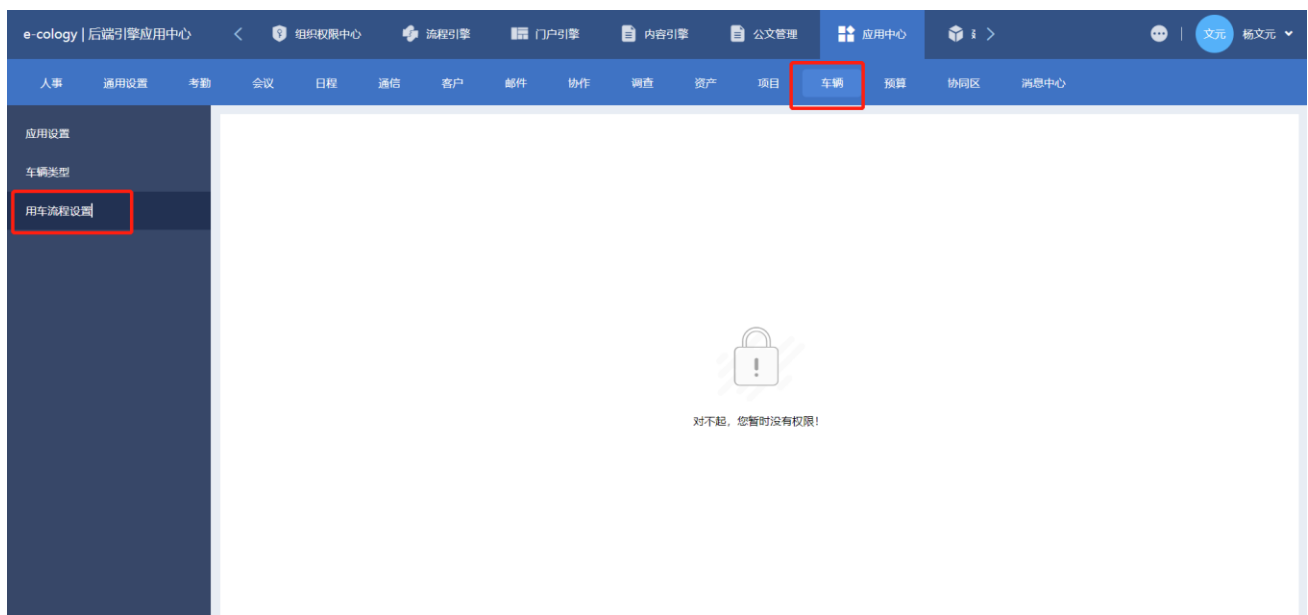 e-cology | 后端引擎应用中心 组织权限中心 流程引擎 门户引擎 内容引擎 公文管理 应用中心 文元 杨文元
人事 通用设置 考勤 会议 日程 通信 客户 邮件 协作 调查 资产 项目 车辆 预算 协同区 消息中心
应用设置
车辆类型
用车流程设置
对不起，您暂时没有权限！